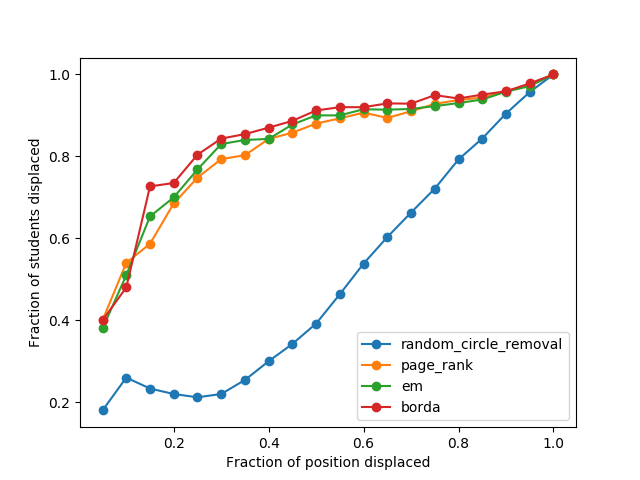 1.0
0.8
0.6
0.4
0.2
Fraction of students displaced
random_circle_removal
page_rank
em
borda
0.2 0.4 0.6 0.8 1.0
Fraction of position displaced